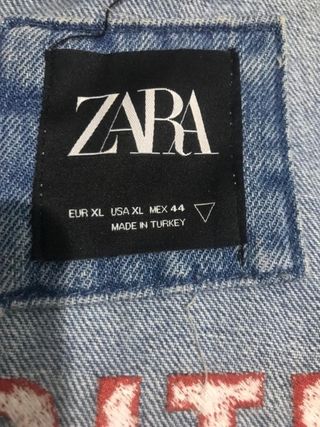 ZARA
EUR XL USA XL MEX 44
MADE IN TURKEY